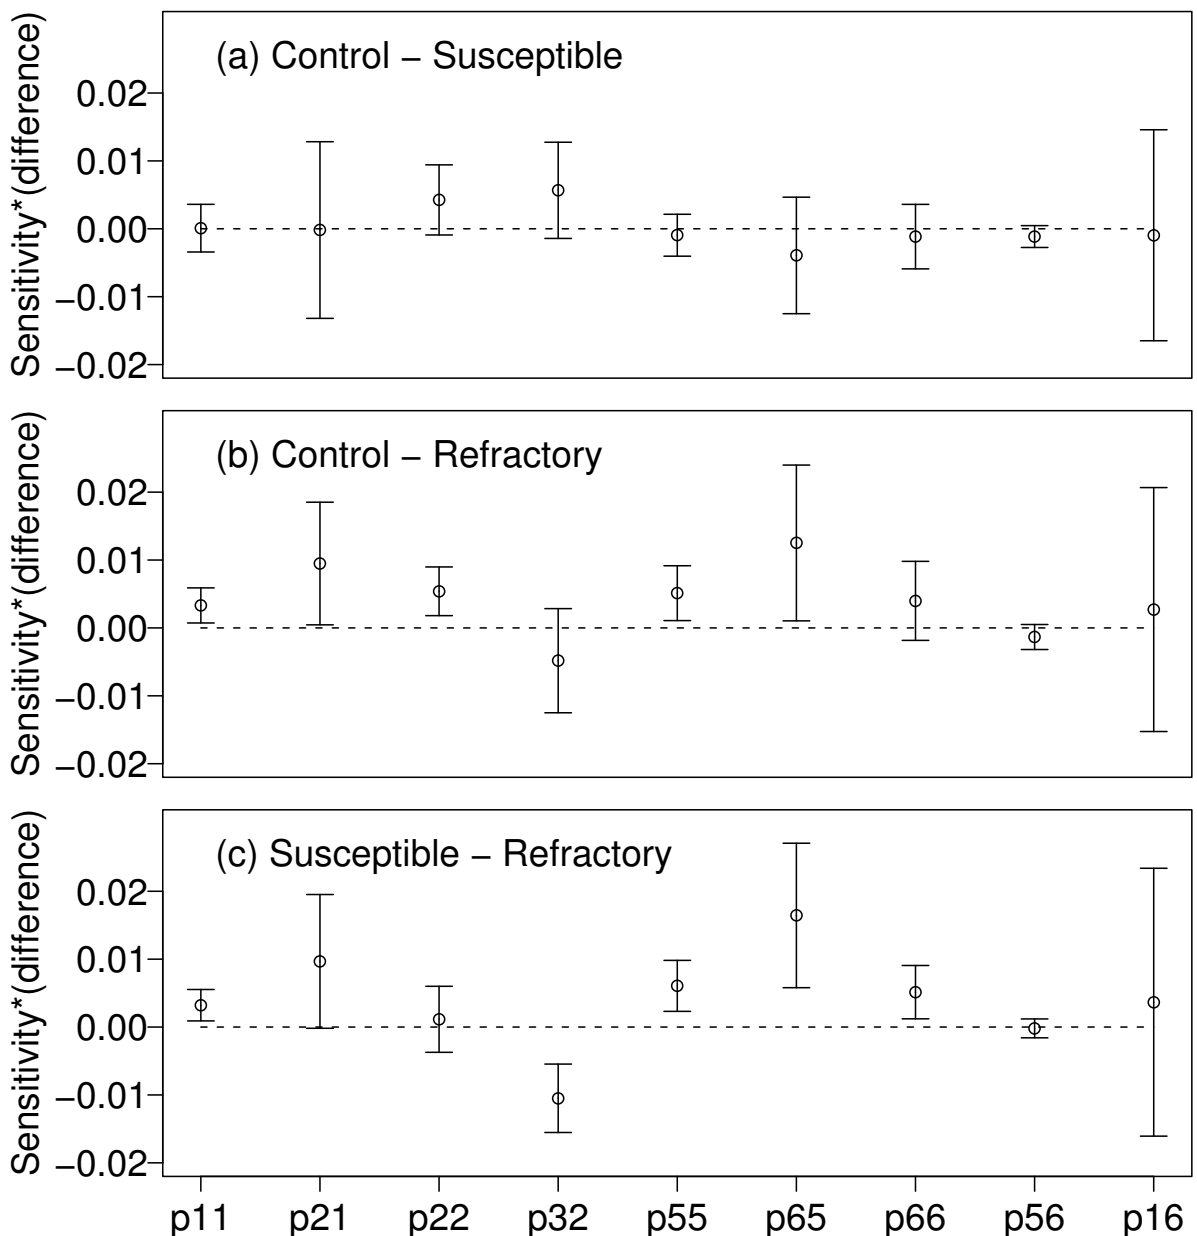 (a) Control – Susceptible
Sensitivity*(difference)
0.02
0.01
0.00
−0.01
−0.02
(b) Control – Refractory
Sensitivity*(difference)
0.02
0.01
0.00
−0.01
−0.02
(c) Susceptible – Refractory
Sensitivity*(difference)
0.02
0.01
0.00
−0.01
−0.02
p11 p21 p22 p32 p55 p65 p66 p56 p16